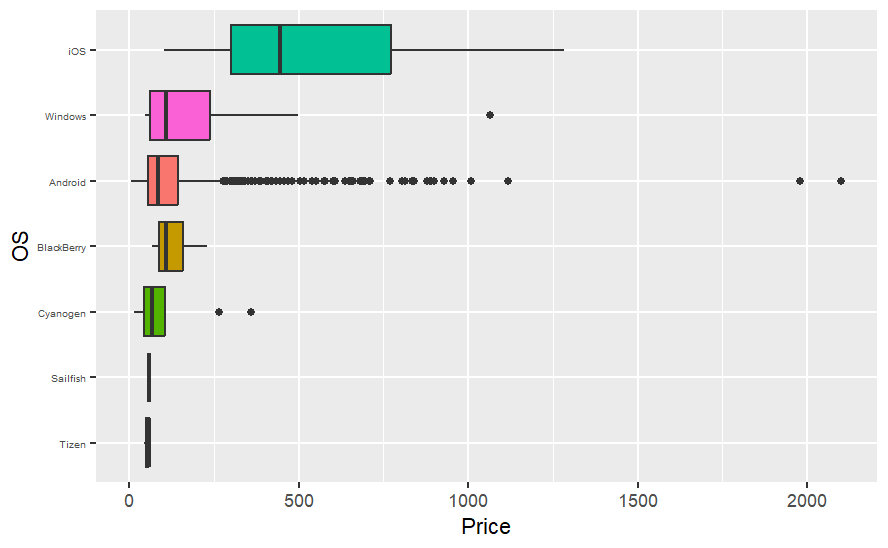 iOS
Windows
Android
BlackBerry
Cyanogen
Sailfish
Tizen
OS
0 500 1000 1500 2000
Price